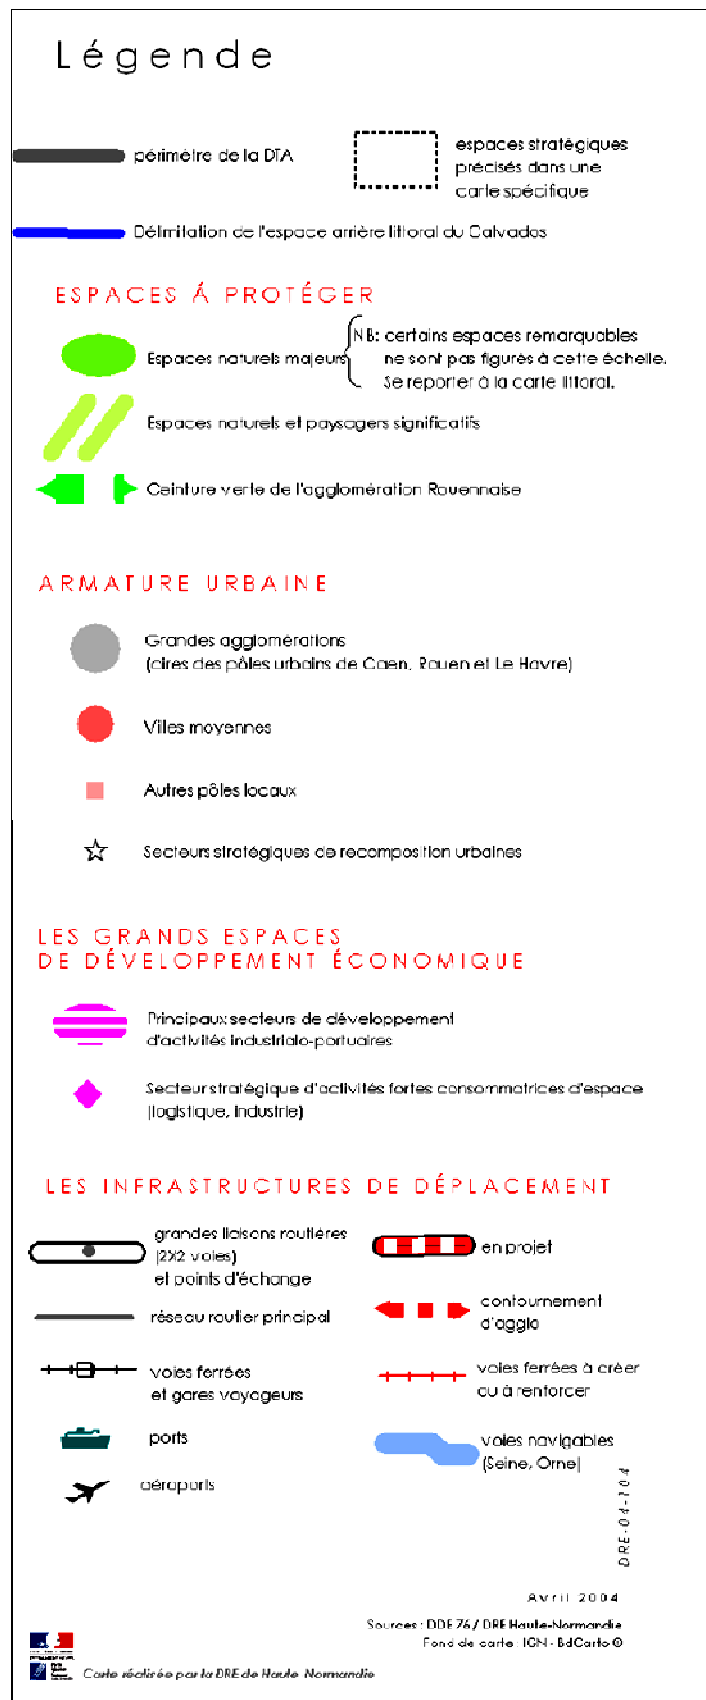 Légende
périmètre de la DTA
espaces stratégiques
précisés dans une
carte spécifique
Délimitation de l'espace arrière littoral du Calvados
ESPACES Á PROTÉGER
Espaces naturels majeurs
NB: certains espaces remarquables
ne sont pas figurés à cette échelle.
Se reporter à la carte littoral.
Espaces naturels et paysagers significatifs
Ceinture verte de l'agglomération Rouennaise
ARMATURE URBAINE
Grandes agglomérations
(aires des pôles urbains de Caen, Rouen et Le Havre)
Villes moyennes
Autres pôles locaux
Secteurs stratégiques de recomposition urbaines
LES GRANDS ESPACES
DE DÉVELOPPEMENT ÉCONOMIQUE
Principaux secteurs de développement
d'activités industrialo-portuaires
Secteur stratégique d'activités fortes consommatrices d'espace
(logistique, industrie)
LES INFRASTRUCTURES DE DÉPLACEMENT
grandes liaisons routières
(2X2 voies)
et points d'échange
en projet
réseau routier principal
contournement
d'agglo
voies ferrées
et gares voyageurs
voies ferrées à créer
ou à renforcer
ports
voies navigables
(Seine, Orne)
aéroports
DRE-04-104
Avril 2004
Sources : DDE 76 / DRE Haute-Normandie
Fond de carte : IGN - BdCarto ©
Carte réalisée par la DRE de Haute Normandie